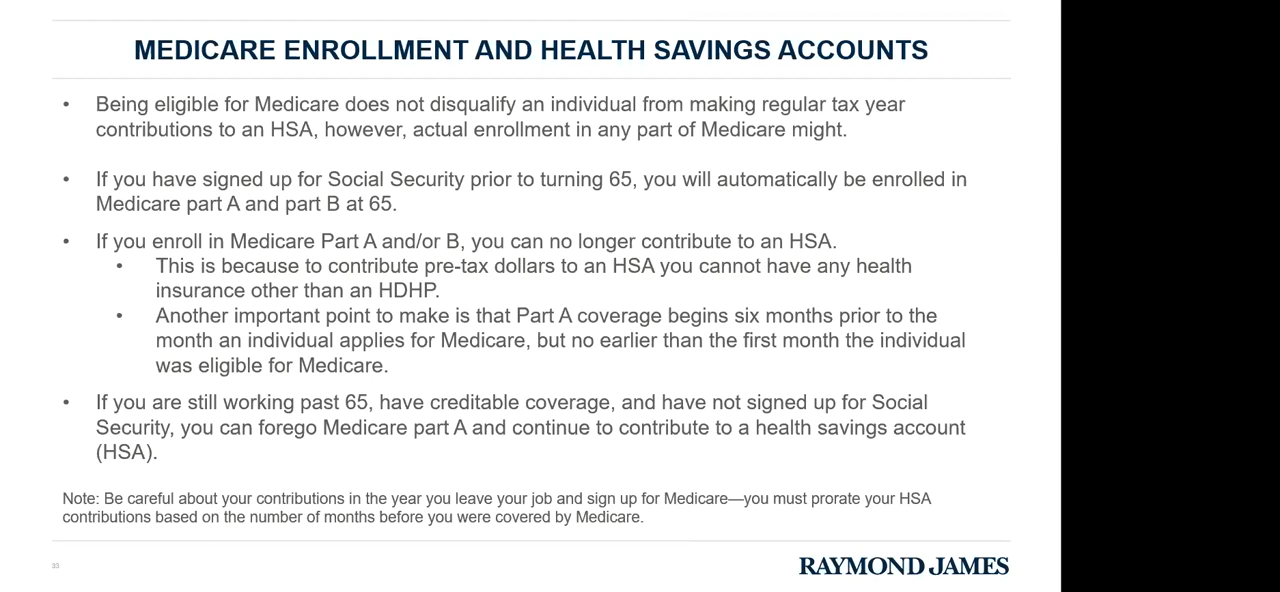 MEDICARE ENROLLMENT AND HEALTH SAVINGS ACCOUNTS
• Being eligible for Medicare does not disqualify an individual from making regular tax year
contributions to an HSA, however, actual enrollment in any part of Medicare might.
• If you have signed up for Social Security prior to turning 65, you will automatically be enrolled in
Medicare part A and part B at 65.
• If you enroll in Medicare Part A and/or B, you can no longer contribute to an HSA.
• This is because to contribute pre-tax dollars to an HSA you cannot have any health
insurance other than an HDHP.
• Another important point to make is that Part A coverage begins six months prior to the
month an individual applies for Medicare, but no earlier than the first month the individual
was eligible for Medicare.
• If you are still working past 65, have creditable coverage, and have not signed up for Social
Security, you can forego Medicare part A and continue to contribute to a health savings account
(HSA).
Note: Be careful about your contributions in the year you leave your job and sign up for Medicare—you must prorate your HSA
contributions based on the number of months before you were covered by Medicare.
RAYMOND JAMES